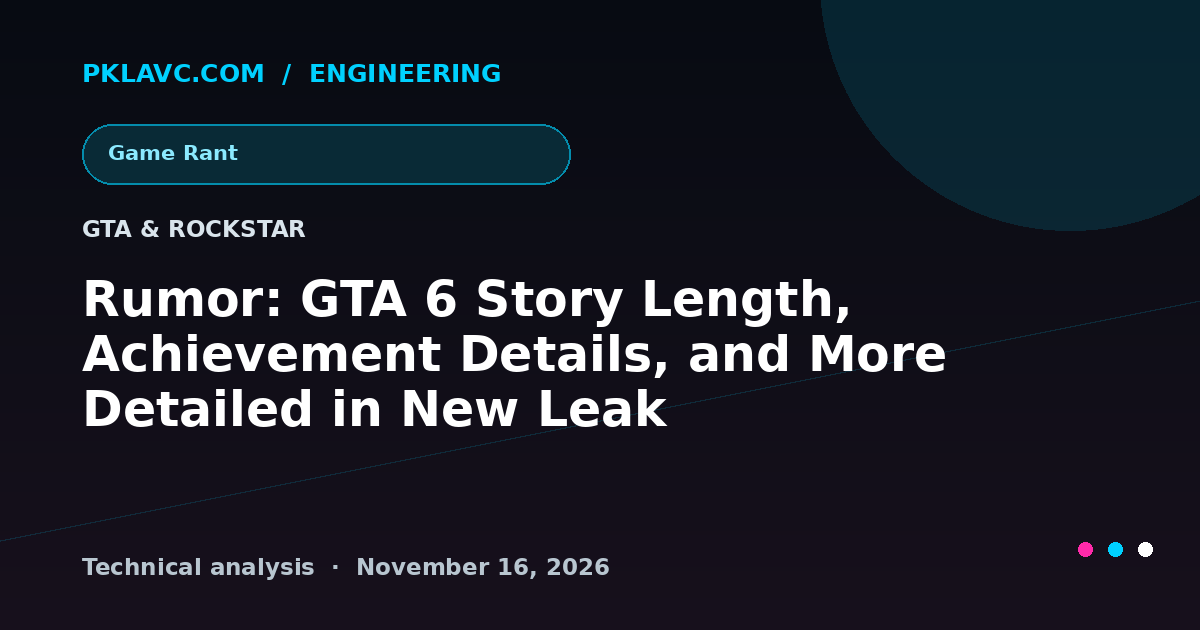 PKLAVC.COM / ENGINEERING
Game Rant
GTA & ROCKSTAR
Rumor: GTA 6 Story Length,
Achievement Details, and More
Detailed in New Leak
Technical analysis · November 16, 2026